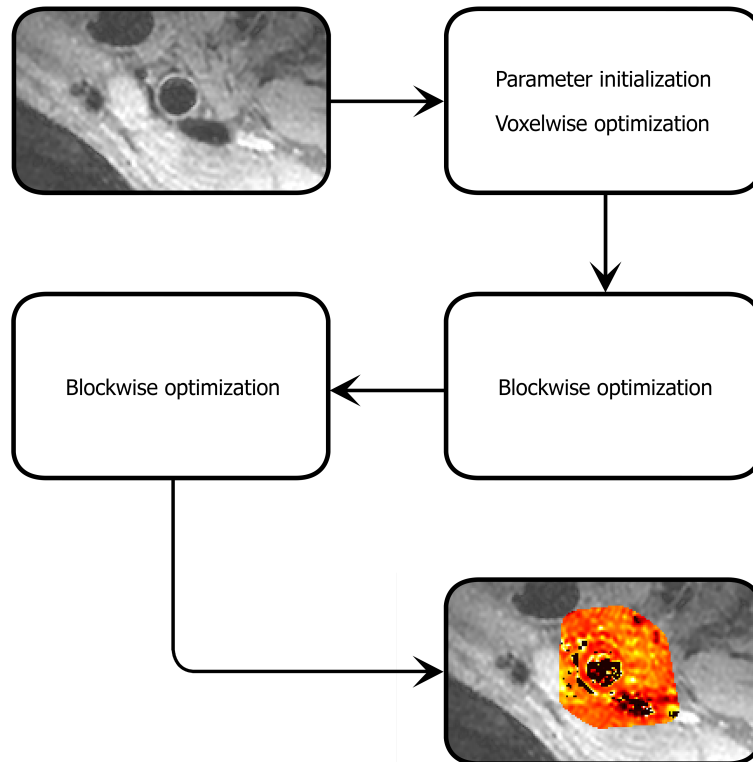 Parameter initialization
Voxelwise optimization
Blockwise optimization
Blockwise optimization